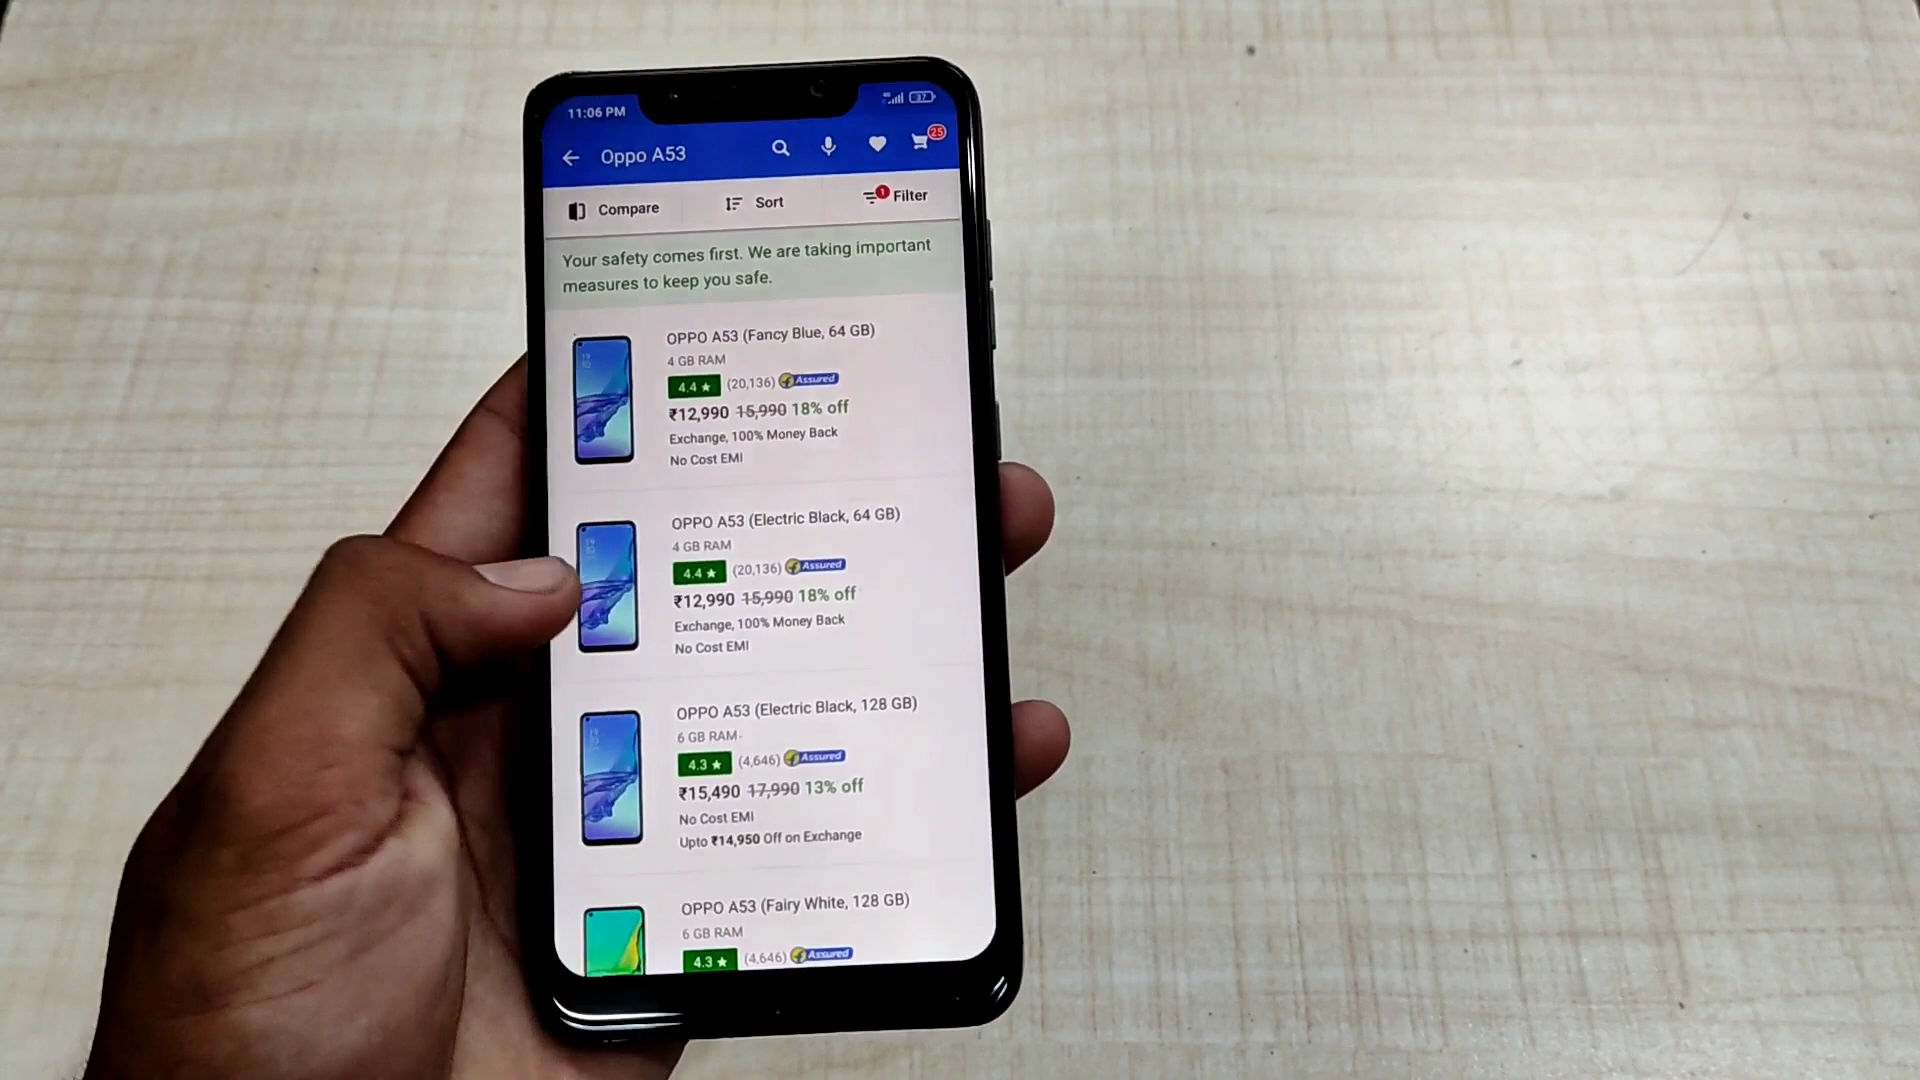 11:06 PM
37
Oppo A53
25
Compare
Sort
1
Filter
Your safety comes first. We are taking important
measures to keep you safe.
OPPO A53 (Fancy Blue, 64 GB)
4 GB RAM
4.4 ★ (20,136) Assured
₹12,990 15,990 18% off
Exchange, 100% Money Back
No Cost EMI
OPPO A53 (Electric Black, 64 GB)
4 GB RAM
4.4 ★ (20,136) Assured
₹12,990 15,990 18% off
Exchange, 100% Money Back
No Cost EMI
OPPO A53 (Electric Black, 128 GB)
6 GB RAM
4.3 ★ (4,646) Assured
₹15,490 17,990 13% off
No Cost EMI
Upto ₹14,950 Off on Exchange
OPPO A53 (Fairy White, 128 GB)
6 GB RAM
4.3 ★ (4,646) Assured